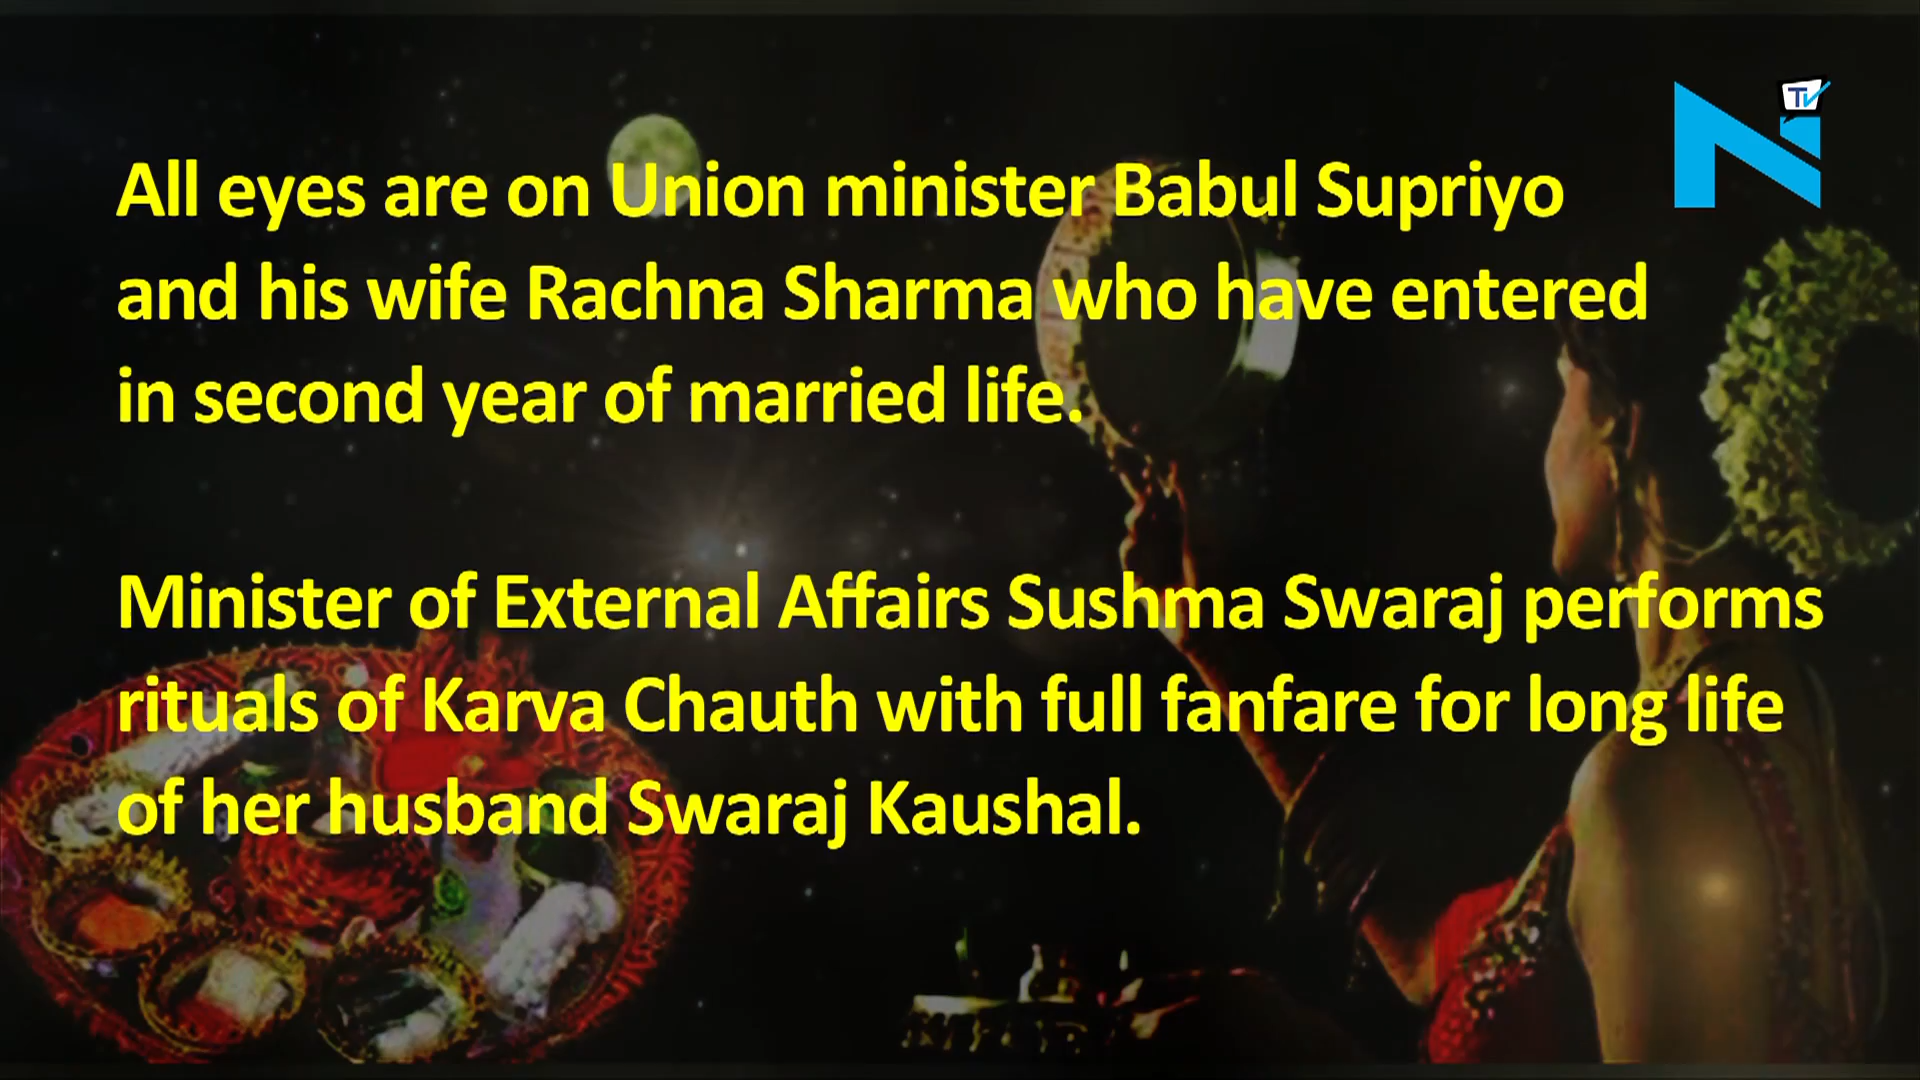 TV
All eyes are on Union minister Babul Supriyo
and his wife Rachna Sharma who have entered
in second year of married life.
Minister of External Affairs Sushma Swaraj performs
rituals of Karva Chauth with full fanfare for long life
of her husband Swaraj Kaushal.